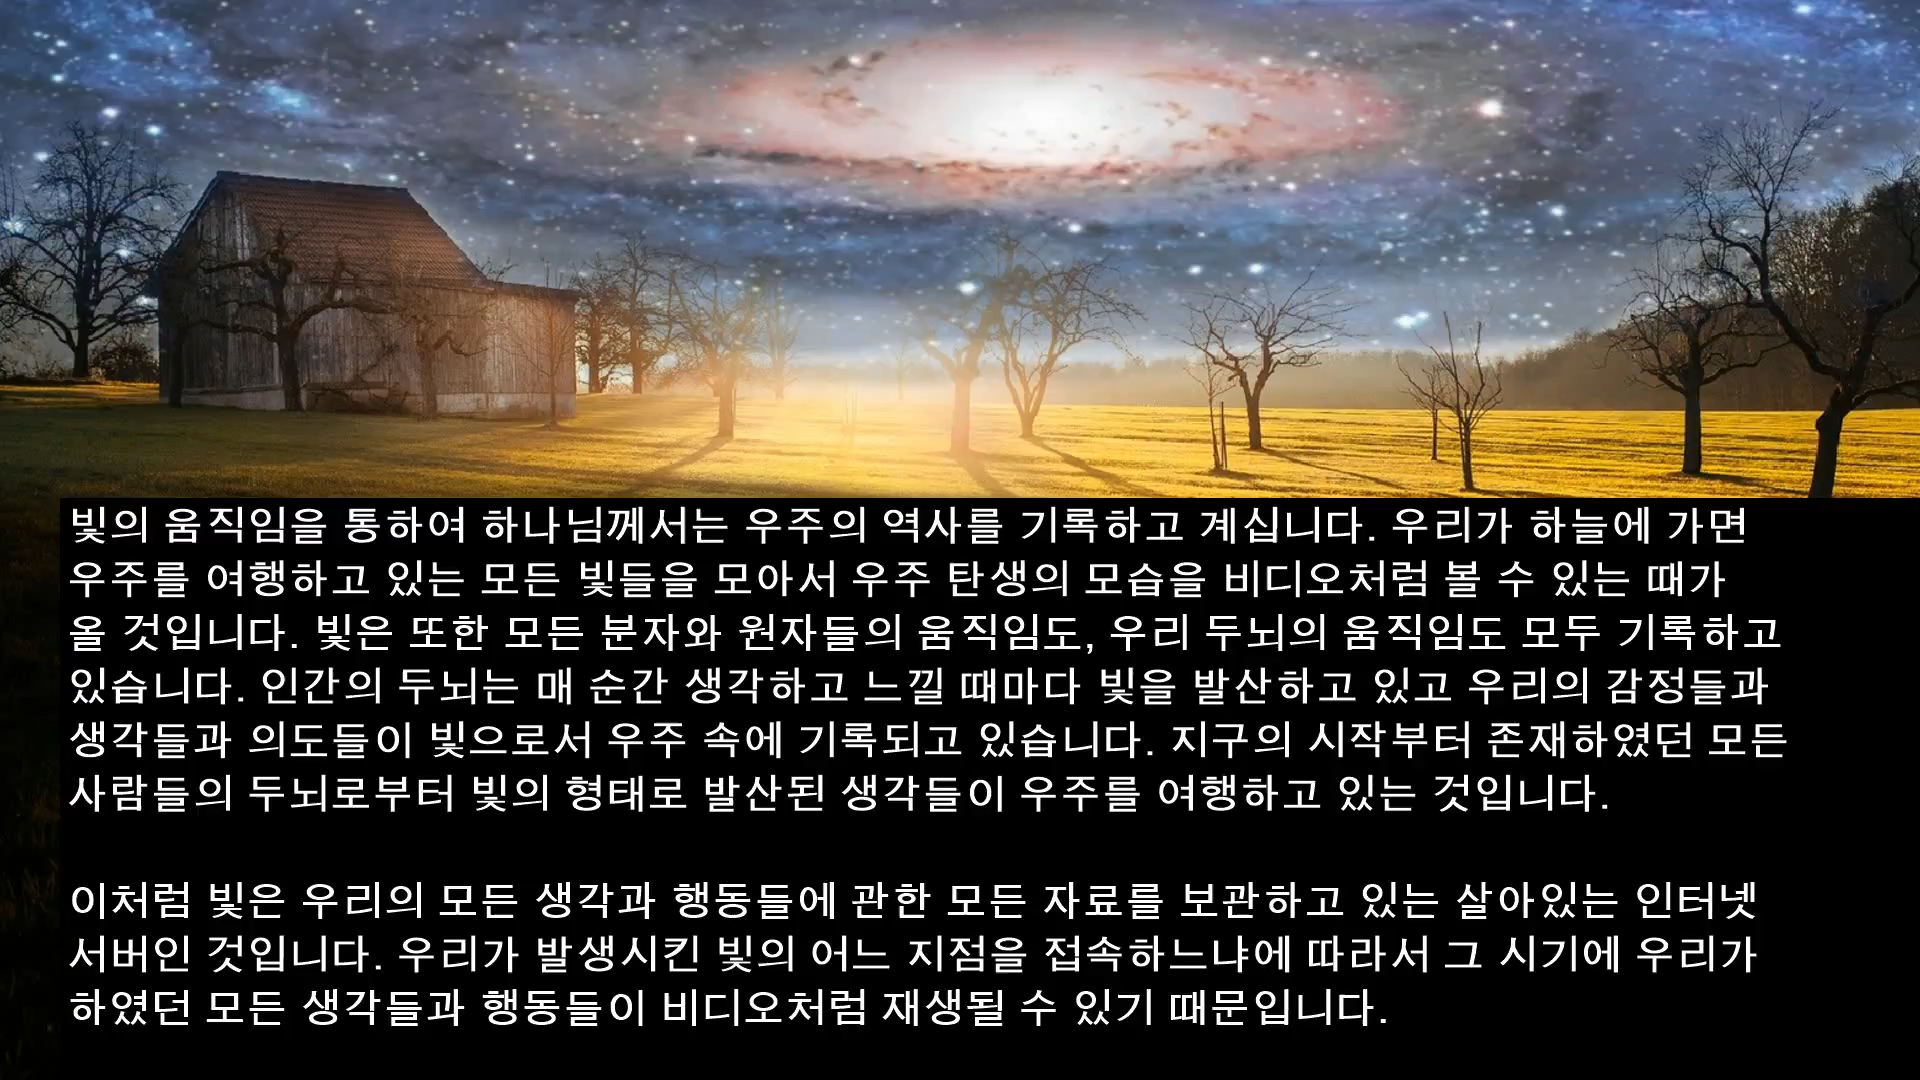 빛의 움직임을 통하여 하나님께서는 우주의 역사를 기록하고 계십니다. 우리가 하늘에 가면
우주를 여행하고 있는 모든 빛들을 모아서 우주 탄생의 모습을 비디오처럼 볼 수 있는 때가
올 것입니다. 빛은 또한 모든 분자와 원자들의 움직임도, 우리 두뇌의 움직임도 모두 기록하고
있습니다. 인간의 두뇌는 매 순간 생각하고 느낄 때마다 빛을 발산하고 있고 우리의 감정들과
생각들과 의도들이 빛으로서 우주 속에 기록되고 있습니다. 지구의 시작부터 존재하였던 모든
사람들의 두뇌로부터 빛의 형태로 발산된 생각들이 우주를 여행하고 있는 것입니다.
이처럼 빛은 우리의 모든 생각과 행동들에 관한 모든 자료를 보관하고 있는 살아있는 인터넷
서버인 것입니다. 우리가 발생시킨 빛의 어느 지점을 접속하느냐에 따라서 그 시기에 우리가
하였던 모든 생각들과 행동들이 비디오처럼 재생될 수 있기 때문입니다.